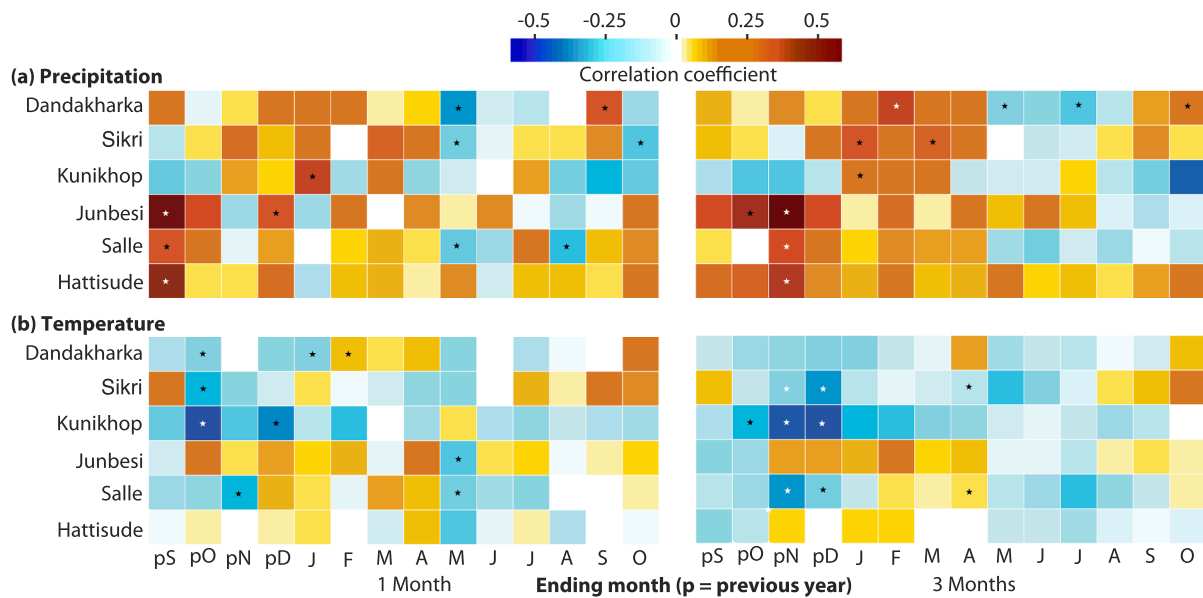 -0.5 -0.25 0 0.25 0.5
Correlation coefficient
(a) Precipitation
Dandakharka
Sikri
Kunikhop
Junbesi
Salle
Hattisude
(b) Temperature
Dandakharka
Sikri
Kunikhop
Junbesi
Salle
Hattisude
pS pO pN pD J F M A M J J A S O pS pO pN pD J F M A M J J A S O
1 Month Ending month (p = previous year) 3 Months